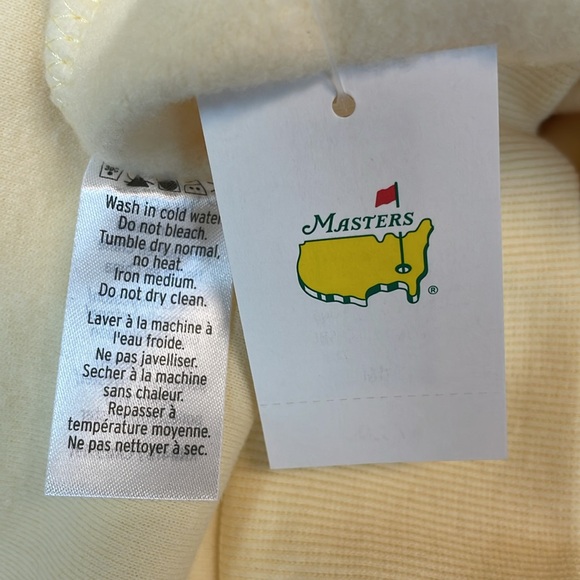 Wash in cold water
Do not bleach.
Tumble dry normal,
no heat.
Iron medium.
Do not dry clean.
Laver à la machine à
l'eau froide.
Ne pas javelliser.
Secher à la machine
sans chaleur.
Repasser à
température moyenne.
Ne pas nettoyer à sec.
MASTERS
®